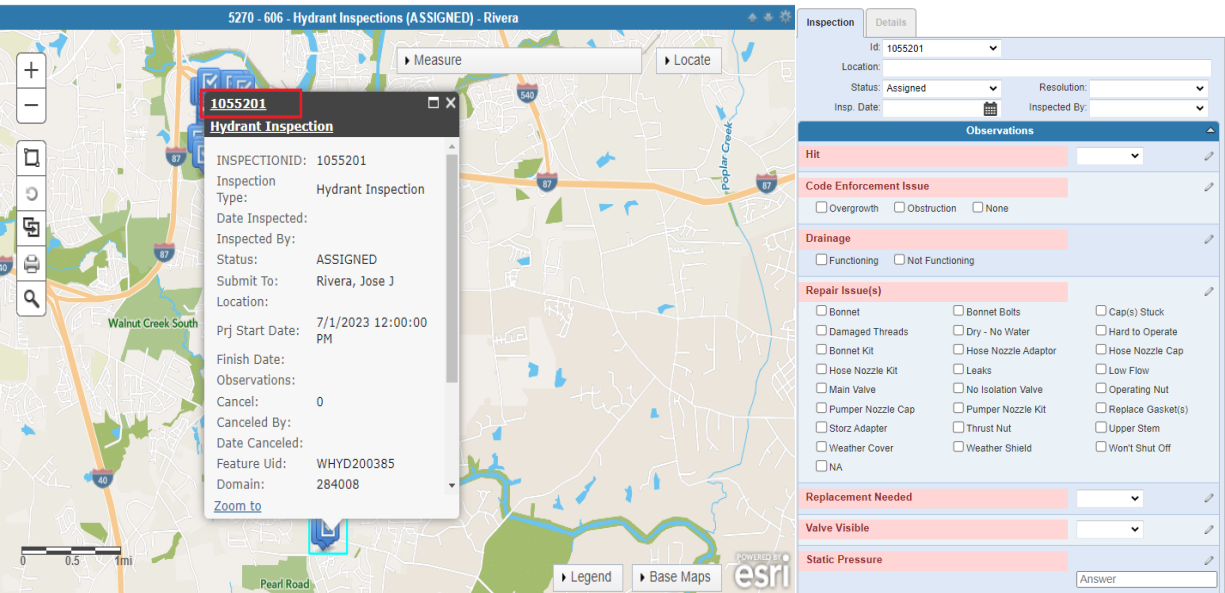 5270 - 606 - Hydrant Inspections (ASSIGNED) - Rivera
+
−
Measure
Locate
540
87
87
87
87
40
40
Poplar Creek
Walnut Creek South
Pearl Road
1055201
Hydrant Inspection
INSPECTIONID: 1055201
Inspection
Type: Hydrant Inspection
Date Inspected:
Inspected By:
Status: ASSIGNED
Submit To: Rivera, Jose J
Location:
Prj Start Date: 7/1/2023 12:00:00
PM
Finish Date:
Observations:
Cancel: 0
Canceled By:
Date Canceled:
Feature Uid: WHYD200385
Domain: 284008
Zoom to
0 0.5 1mi
Legend
Base Maps
POWERED BY
esri
Inspection Details
Id: 1055201
Location:
Status: Assigned Resolution:
Insp. Date: Inspected By:
Observations
Hit
Code Enforcement Issue
Overgrowth Obstruction None
Drainage
Functioning Not Functioning
Repair Issue(s)
Bonnet Bonnet Bolts Cap(s) Stuck
Damaged Threads Dry - No Water Hard to Operate
Bonnet Kit Hose Nozzle Adaptor Hose Nozzle Cap
Hose Nozzle Kit Leaks Low Flow
Main Valve No Isolation Valve Operating Nut
Pumper Nozzle Cap Pumper Nozzle Kit Replace Gasket(s)
Storz Adapter Thrust Nut Upper Stem
Weather Cover Weather Shield Won't Shut Off
NA
Replacement Needed
Valve Visible
Static Pressure
Answer